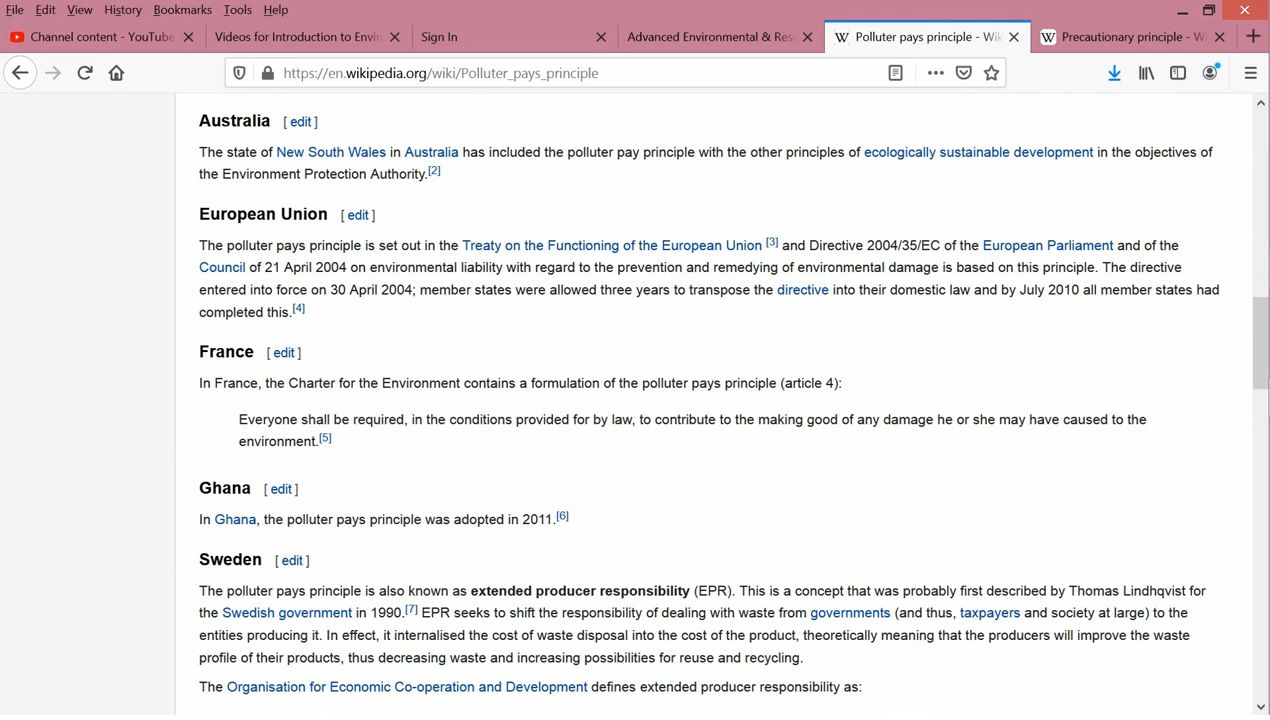 File Edit View History Bookmarks Tools Help
Channel content - YouTube Videos for Introduction to Envir Sign In Advanced Environmental & Res Polluter pays principle - Wik Precautionary principle - Wi
https://en.wikipedia.org/wiki/Polluter_pays_principle
Australia [ edit ]
The state of New South Wales in Australia has included the polluter pay principle with the other principles of ecologically sustainable development in the objectives of
the Environment Protection Authority.[2]
European Union [ edit ]
The polluter pays principle is set out in the Treaty on the Functioning of the European Union [3] and Directive 2004/35/EC of the European Parliament and of the
Council of 21 April 2004 on environmental liability with regard to the prevention and remedying of environmental damage is based on this principle. The directive
entered into force on 30 April 2004; member states were allowed three years to transpose the directive into their domestic law and by July 2010 all member states had
completed this.[4]
France [ edit ]
In France, the Charter for the Environment contains a formulation of the polluter pays principle (article 4):
Everyone shall be required, in the conditions provided for by law, to contribute to the making good of any damage he or she may have caused to the
environment.[5]
Ghana [ edit ]
In Ghana, the polluter pays principle was adopted in 2011.[6]
Sweden [ edit ]
The polluter pays principle is also known as extended producer responsibility (EPR). This is a concept that was probably first described by Thomas Lindhqvist for
the Swedish government in 1990.[7] EPR seeks to shift the responsibility of dealing with waste from governments (and thus, taxpayers and society at large) to the
entities producing it. In effect, it internalised the cost of waste disposal into the cost of the product, theoretically meaning that the producers will improve the waste
profile of their products, thus decreasing waste and increasing possibilities for reuse and recycling.
The Organisation for Economic Co-operation and Development defines extended producer responsibility as: